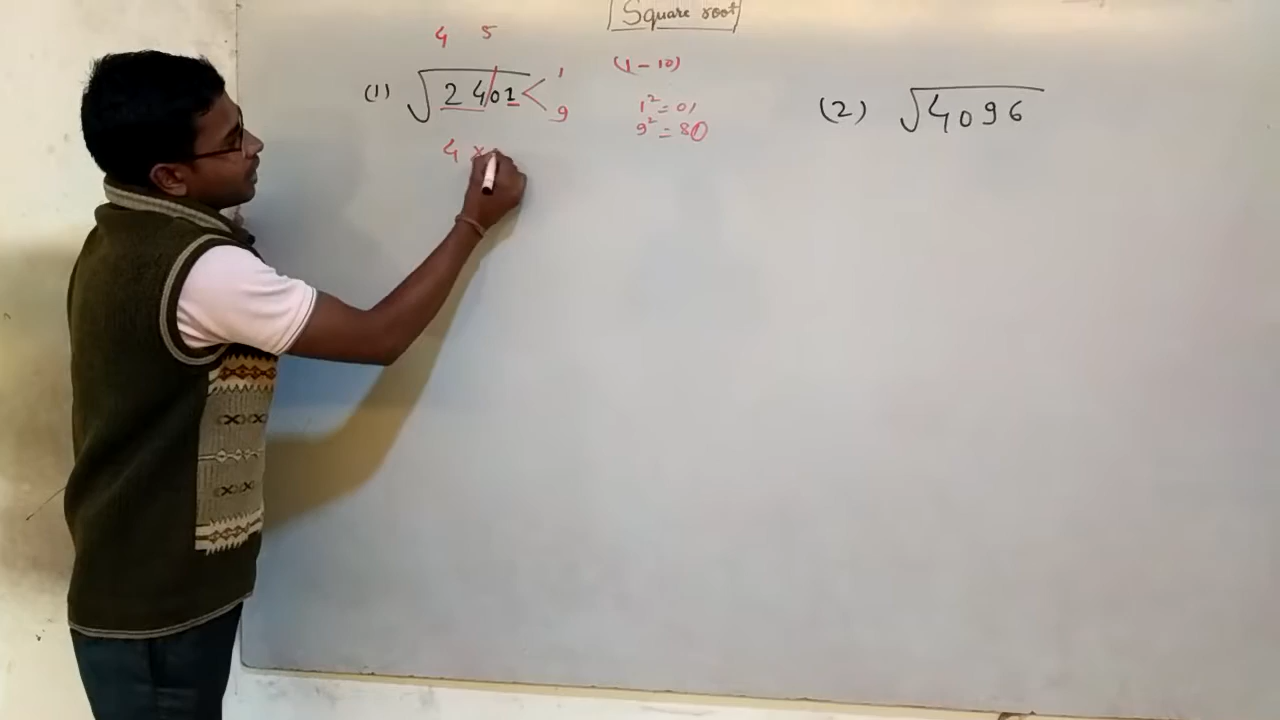 Square root
4 5
(1) √2401 < 1
9
4 ×
(1-10)
1² = 01
9² = 81
(2) √4096